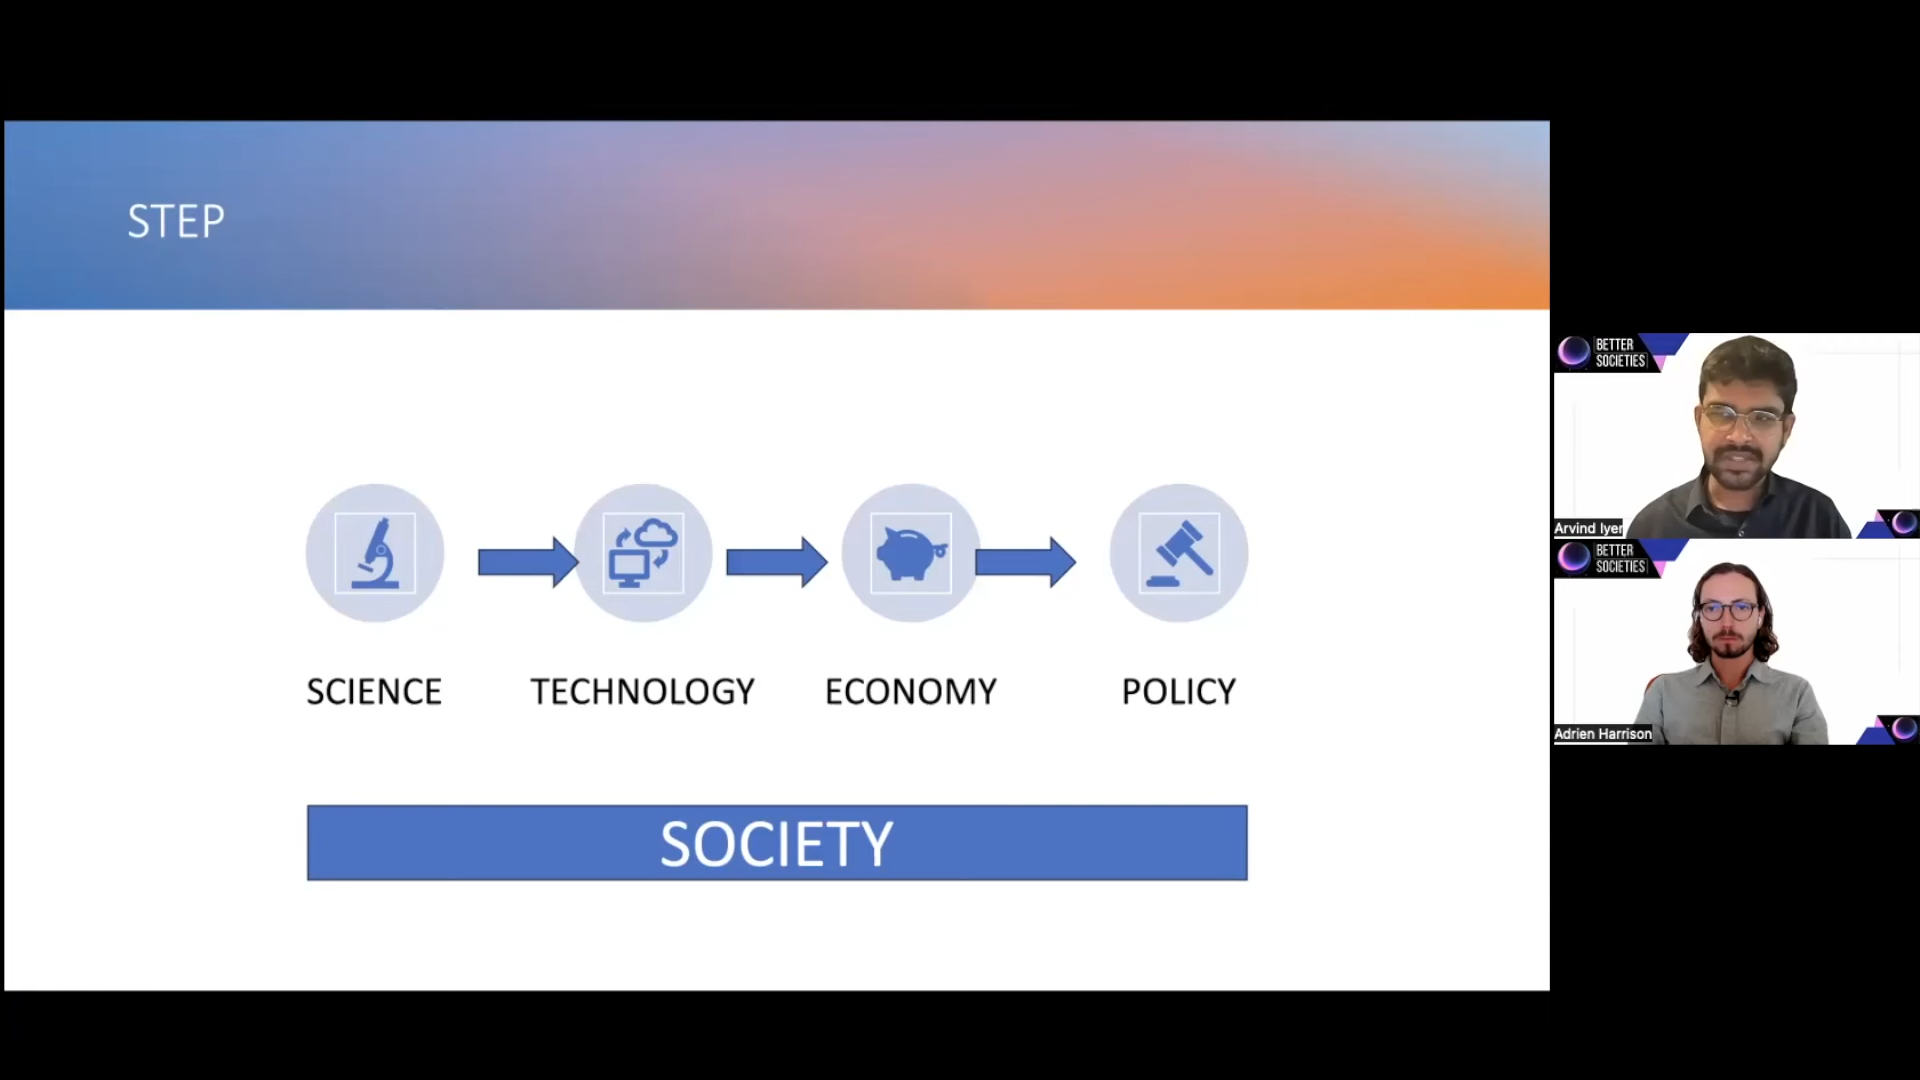 STEP
SCIENCE
TECHNOLOGY
ECONOMY
POLICY
SOCIETY
BETTER
SOCIETIES
Arvind Iyer
BETTER
SOCIETIES
Adrien Harrison